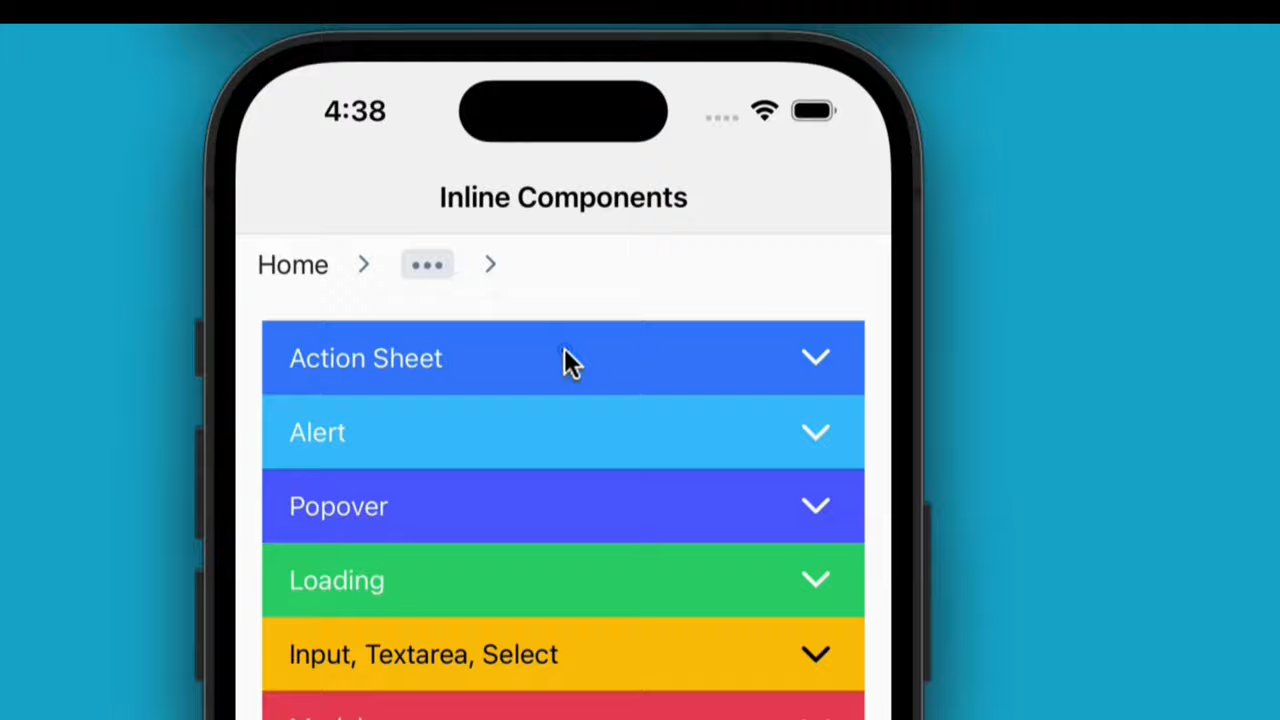 4:38
Inline Components
Home
Action Sheet
Alert
Popover
Loading
Input, Textarea, Select